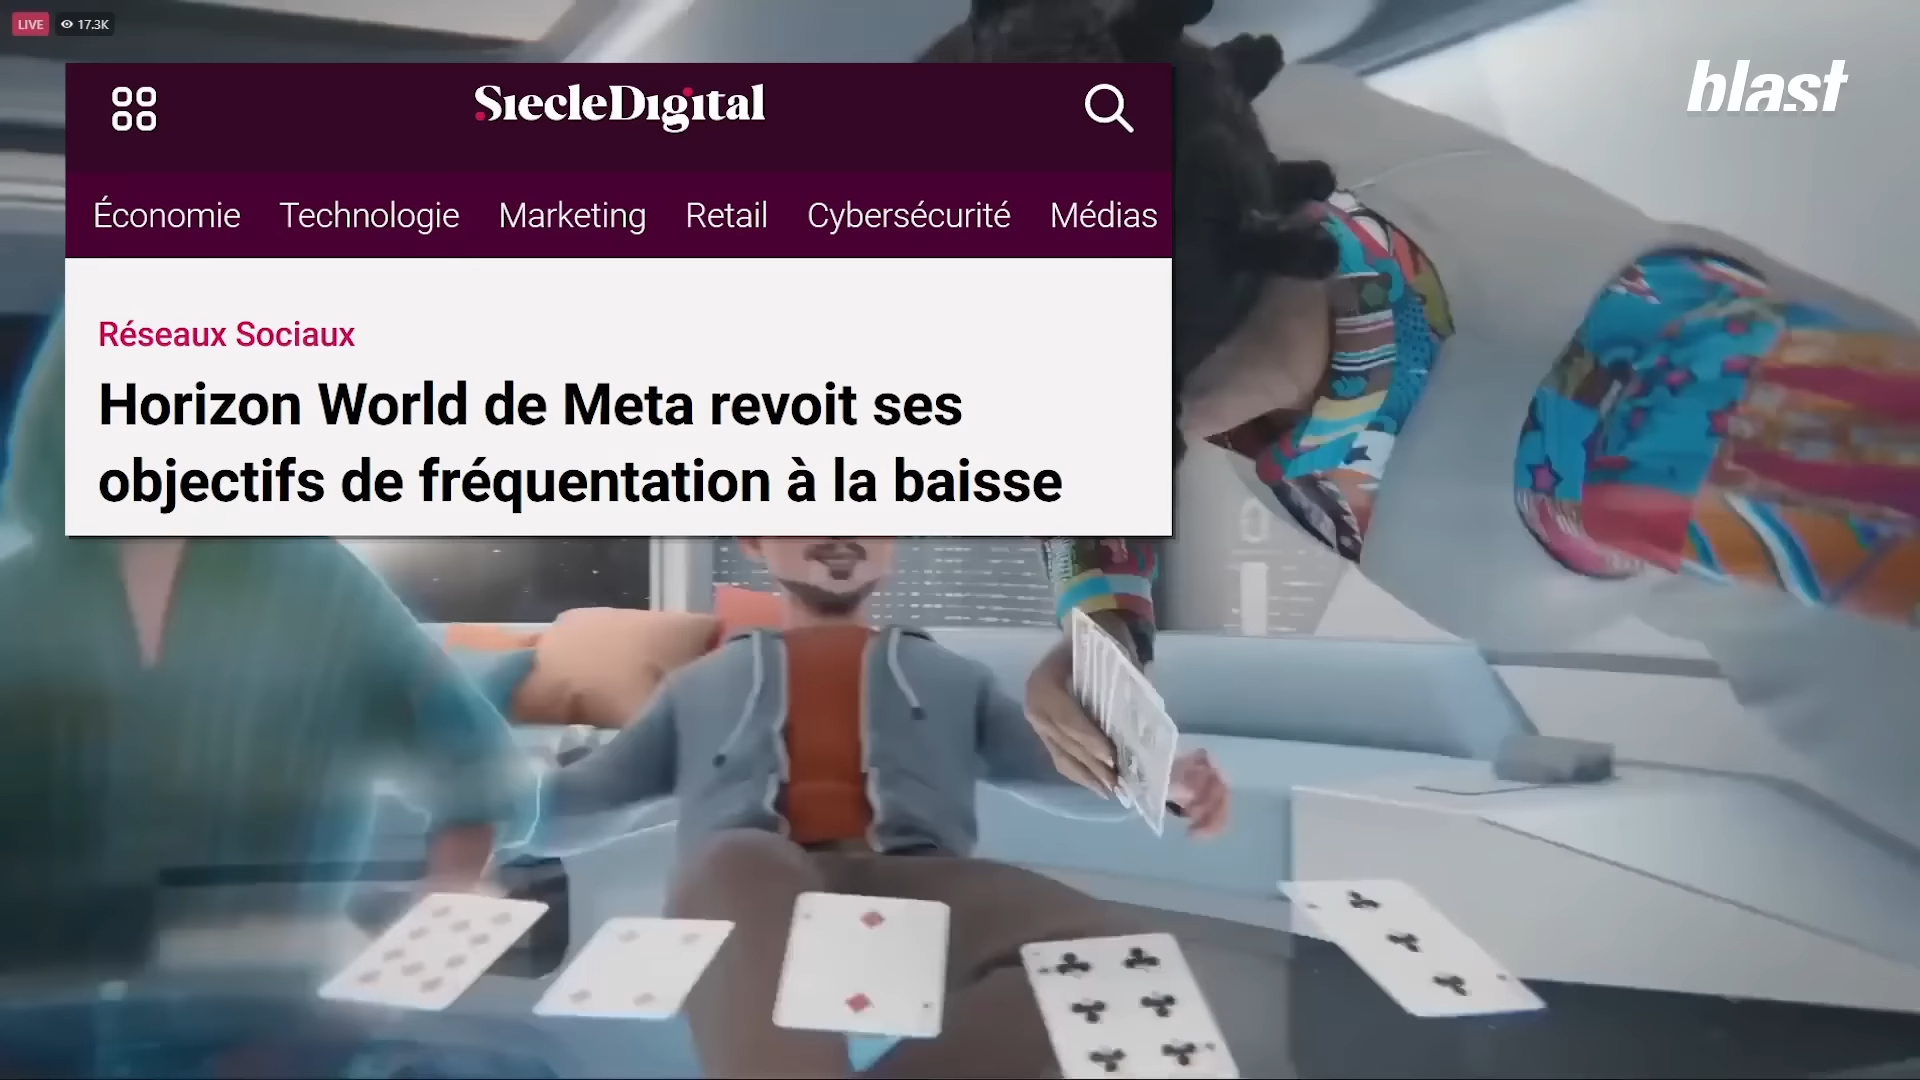 LIVE 17.3K
blast
SiecleDigital
Économie Technologie Marketing Retail Cybersécurité Médias
Réseaux Sociaux
Horizon World de Meta revoit ses
objectifs de fréquentation à la baisse